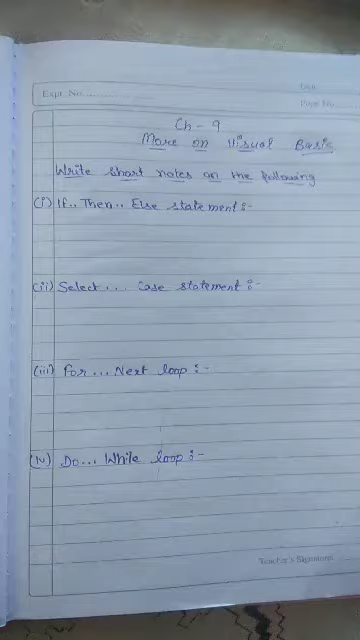 Date
Expt. No.
Page No.
Ch - 9
More on Visual Basic
Write short notes on the following
(i) If.. Then.. Else statement :-
(ii) Select... Case statement :-
(iii) For... Next loop :-
(iv) Do... While loop :-
Teacher's Signature